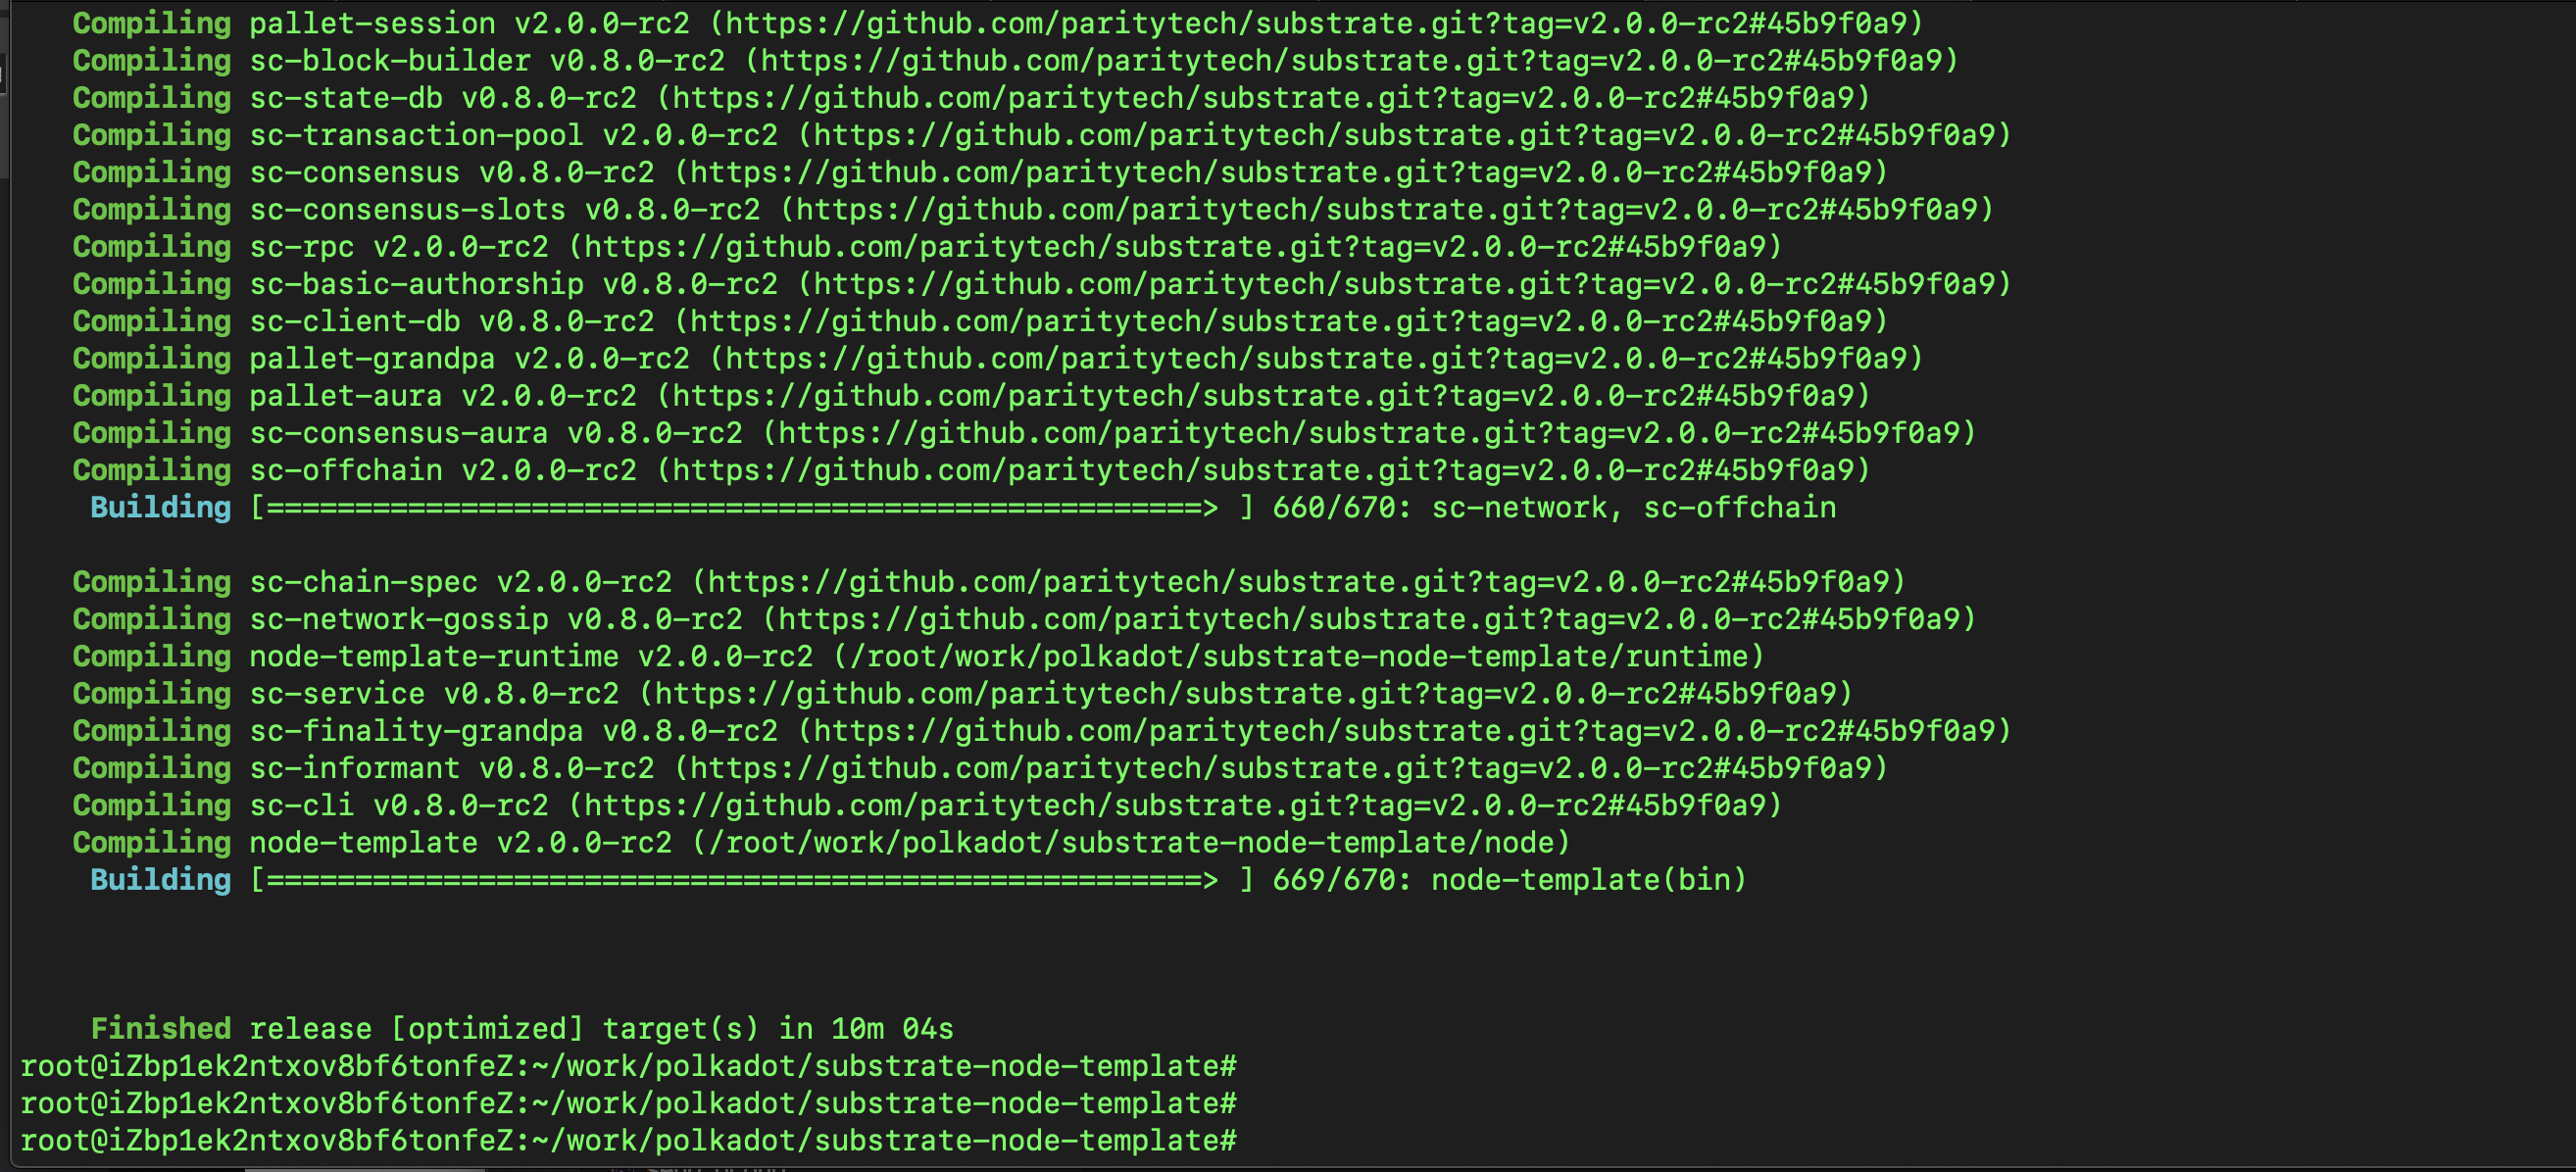 Compiling pallet-session v2.0.0-rc2 (https://github.com/paritytech/substrate.git?tag=v2.0.0-rc2#45b9f0a9)
Compiling sc-block-builder v0.8.0-rc2 (https://github.com/paritytech/substrate.git?tag=v2.0.0-rc2#45b9f0a9)
Compiling sc-state-db v0.8.0-rc2 (https://github.com/paritytech/substrate.git?tag=v2.0.0-rc2#45b9f0a9)
Compiling sc-transaction-pool v2.0.0-rc2 (https://github.com/paritytech/substrate.git?tag=v2.0.0-rc2#45b9f0a9)
Compiling sc-consensus v0.8.0-rc2 (https://github.com/paritytech/substrate.git?tag=v2.0.0-rc2#45b9f0a9)
Compiling sc-consensus-slots v0.8.0-rc2 (https://github.com/paritytech/substrate.git?tag=v2.0.0-rc2#45b9f0a9)
Compiling sc-rpc v2.0.0-rc2 (https://github.com/paritytech/substrate.git?tag=v2.0.0-rc2#45b9f0a9)
Compiling sc-basic-authorship v0.8.0-rc2 (https://github.com/paritytech/substrate.git?tag=v2.0.0-rc2#45b9f0a9)
Compiling sc-client-db v0.8.0-rc2 (https://github.com/paritytech/substrate.git?tag=v2.0.0-rc2#45b9f0a9)
Compiling pallet-grandpa v2.0.0-rc2 (https://github.com/paritytech/substrate.git?tag=v2.0.0-rc2#45b9f0a9)
Compiling pallet-aura v2.0.0-rc2 (https://github.com/paritytech/substrate.git?tag=v2.0.0-rc2#45b9f0a9)
Compiling sc-consensus-aura v0.8.0-rc2 (https://github.com/paritytech/substrate.git?tag=v2.0.0-rc2#45b9f0a9)
Compiling sc-offchain v2.0.0-rc2 (https://github.com/paritytech/substrate.git?tag=v2.0.0-rc2#45b9f0a9)
Building [=====================================================> ] 660/670: sc-network, sc-offchain
Compiling sc-chain-spec v2.0.0-rc2 (https://github.com/paritytech/substrate.git?tag=v2.0.0-rc2#45b9f0a9)
Compiling sc-network-gossip v0.8.0-rc2 (https://github.com/paritytech/substrate.git?tag=v2.0.0-rc2#45b9f0a9)
Compiling node-template-runtime v2.0.0-rc2 (/root/work/polkadot/substrate-node-template/runtime)
Compiling sc-service v0.8.0-rc2 (https://github.com/paritytech/substrate.git?tag=v2.0.0-rc2#45b9f0a9)
Compiling sc-finality-grandpa v0.8.0-rc2 (https://github.com/paritytech/substrate.git?tag=v2.0.0-rc2#45b9f0a9)
Compiling sc-informant v0.8.0-rc2 (https://github.com/paritytech/substrate.git?tag=v2.0.0-rc2#45b9f0a9)
Compiling sc-cli v0.8.0-rc2 (https://github.com/paritytech/substrate.git?tag=v2.0.0-rc2#45b9f0a9)
Compiling node-template v2.0.0-rc2 (/root/work/polkadot/substrate-node-template/node)
Building [=====================================================> ] 669/670: node-template(bin)
Finished release [optimized] target(s) in 10m 04s
root@iZbp1ek2ntxov8bf6tonfeZ:~/work/polkadot/substrate-node-template#
root@iZbp1ek2ntxov8bf6tonfeZ:~/work/polkadot/substrate-node-template#
root@iZbp1ek2ntxov8bf6tonfeZ:~/work/polkadot/substrate-node-template#